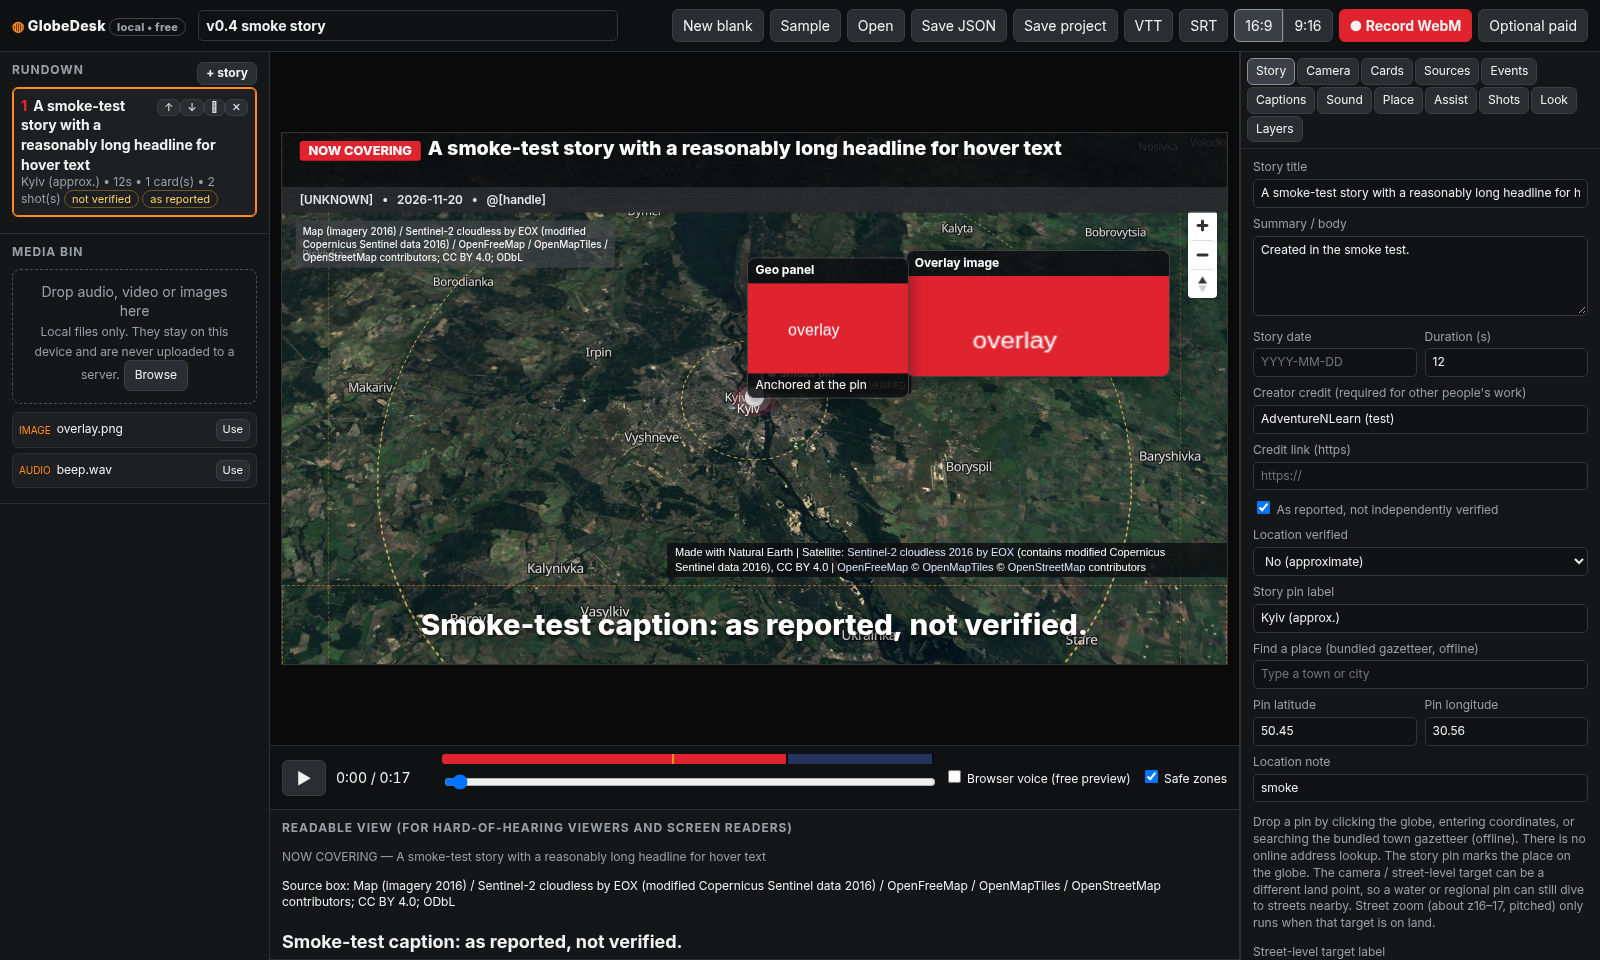 GlobeDesk local • free
v0.4 smoke story
New blank
Sample
Open
Save JSON
Save project
VTT
SRT
16:9
9:16
Record WebM
Optional paid
RUNDOWN
+ story
1 A smoke-test
story with a
reasonably long headline for
hover text
Kyiv (approx.) • 12s • 1 card(s) • 2
shot(s) not verified as reported
MEDIA BIN
Drop audio, video or images
here
Local files only. They stay on this
device and are never uploaded to a
server. Browse
IMAGE overlay.png Use
AUDIO beep.wav Use
NOW COVERING A smoke-test story with a reasonably long headline for hover text
Nosivka
[UNKNOWN] • 2026-11-20 • @[handle]
Dymer
Map (imagery 2016) / Sentinel-2 cloudless by EOX (modified
Copernicus Sentinel data 2016) / OpenFreeMap / OpenMapTiles /
OpenStreetMap contributors; CC BY 4.0; ODbL
Kalyta
Bobrovytsia
Borodianka
Geo panel
overlay
Anchored at the pin
VERIFIED
Overlay image
overlay
Irpin
Makariv
Kyiv
Kyiv
Vyshneve
Boryspil
Baryshivka
Kalynivka
Made with Natural Earth | Satellite: Sentinel-2 cloudless 2016 by EOX (contains modified Copernicus
Sentinel data 2016), CC BY 4.0 | OpenFreeMap © OpenMapTiles © OpenStreetMap contributors
Vasylkiv
Smoke-test caption: as reported, not verified.
Ukrainka
Stare
0:00 / 0:17
Browser voice (free preview)
Safe zones
READABLE VIEW (FOR HARD-OF-HEARING VIEWERS AND SCREEN READERS)
NOW COVERING — A smoke-test story with a reasonably long headline for hover text
Source box: Map (imagery 2016) / Sentinel-2 cloudless by EOX (modified Copernicus Sentinel data 2016) / OpenFreeMap / OpenMapTiles / OpenStreetMap
contributors; CC BY 4.0; ODbL
Smoke-test caption: as reported, not verified.
Story
Camera
Cards
Sources
Events
Captions
Sound
Place
Assist
Shots
Look
Layers
Story title
A smoke-test story with a reasonably long headline for h
Summary / body
Created in the smoke test.
Story date
Duration (s)
YYYY-MM-DD
12
Creator credit (required for other people's work)
AdventureNLearn (test)
Credit link (https)
https://
As reported, not independently verified
Location verified
No (approximate)
Story pin label
Kyiv (approx.)
Find a place (bundled gazetteer, offline)
Type a town or city
Pin latitude
Pin longitude
50.45
30.56
Location note
smoke
Drop a pin by clicking the globe, entering coordinates, or
searching the bundled town gazetteer (offline). There is no
online address lookup. The story pin marks the place on
the globe. The camera / street-level target can be a
different land point, so a water or regional pin can still dive
to streets nearby. Street zoom (about z16–17, pitched) only
runs when that target is on land.
Street-level target label